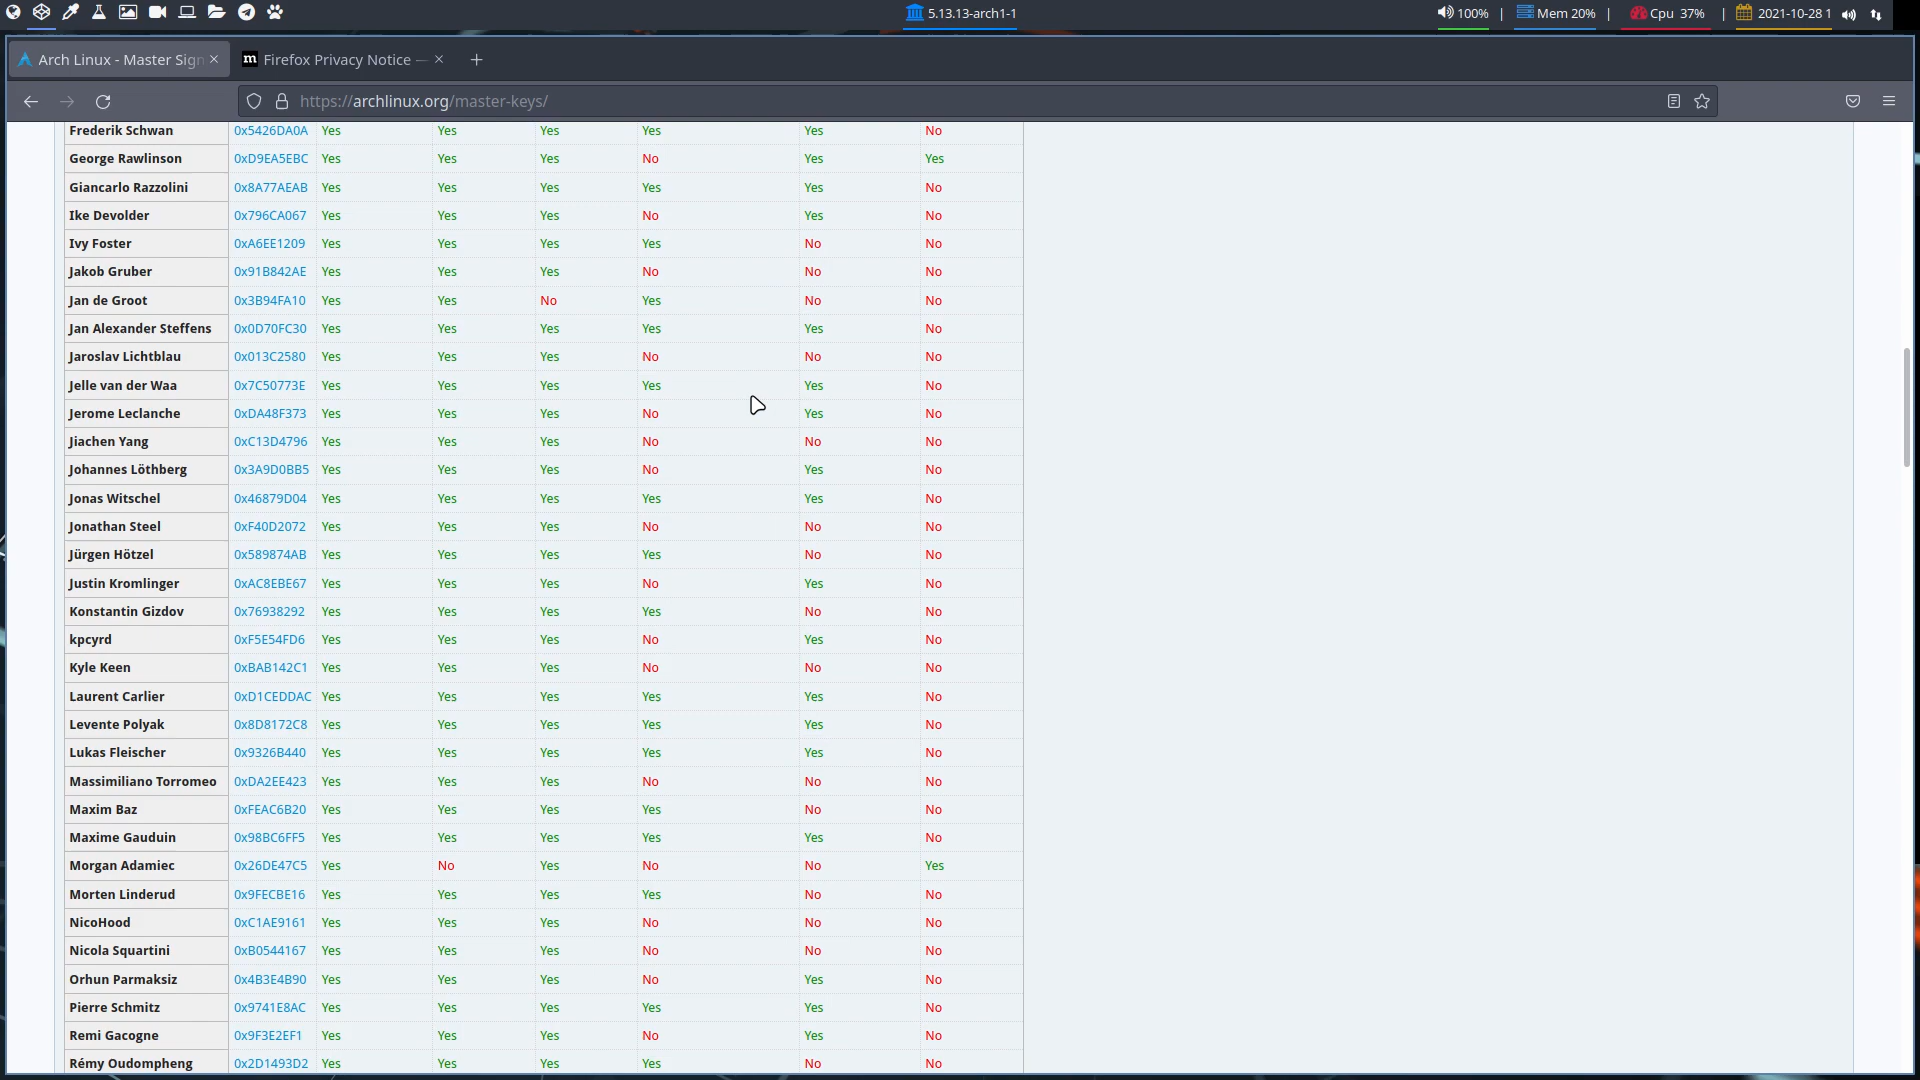 5.13.13-arch1-1
100% | Mem 20% | Cpu 37% | 2021-10-28 1
Arch Linux - Master Sign
m Firefox Privacy Notice —
https://archlinux.org/master-keys/
Frederik Schwan 0x5426DA0A Yes Yes Yes Yes Yes No
George Rawlinson 0xD9EA5EBC Yes Yes Yes No Yes Yes
Giancarlo Razzolini 0x8A77AEAB Yes Yes Yes Yes Yes No
Ike Devolder 0x796CA067 Yes Yes Yes No Yes No
Ivy Foster 0xA6EE1209 Yes Yes Yes Yes No No
Jakob Gruber 0x91B842AE Yes Yes Yes No No No
Jan de Groot 0x3B94FA10 Yes Yes No Yes No No
Jan Alexander Steffens 0x0D70FC30 Yes Yes Yes Yes Yes No
Jaroslav Lichtblau 0x013C2580 Yes Yes Yes No No No
Jelle van der Waa 0x7C50773E Yes Yes Yes Yes Yes No
Jerome Leclanche 0xDA48F373 Yes Yes Yes No Yes No
Jiachen Yang 0xC13D4796 Yes Yes Yes No No No
Johannes Löthberg 0x3A9D0BB5 Yes Yes Yes No Yes No
Jonas Witschel 0x46879D04 Yes Yes Yes Yes Yes No
Jonathan Steel 0xF40D2072 Yes Yes Yes No No No
Jürgen Hötzel 0x589874AB Yes Yes Yes Yes No No
Justin Kromlinger 0xAC8EBE67 Yes Yes Yes No Yes No
Konstantin Gizdov 0x76938292 Yes Yes Yes Yes No No
kpcyrd 0xF5E54FD6 Yes Yes Yes No Yes No
Kyle Keen 0xBAB142C1 Yes Yes Yes No No No
Laurent Carlier 0xD1CEDDAC Yes Yes Yes Yes Yes No
Levente Polyak 0x8D8172C8 Yes Yes Yes Yes Yes No
Lukas Fleischer 0x9326B440 Yes Yes Yes Yes Yes No
Massimiliano Torromeo 0xDA2EE423 Yes Yes Yes No No No
Maxim Baz 0xFEAC6B20 Yes Yes Yes Yes No No
Maxime Gauduin 0x98BC6FF5 Yes Yes Yes Yes Yes No
Morgan Adamiec 0x26DE47C5 Yes No Yes No No Yes
Morten Linderud 0x9FECBE16 Yes Yes Yes Yes No No
NicoHood 0xC1AE9161 Yes Yes Yes No No No
Nicola Squartini 0xB0544167 Yes Yes Yes No No No
Orhun Parmaksiz 0x4B3E4B90 Yes Yes Yes No Yes No
Pierre Schmitz 0x9741E8AC Yes Yes Yes Yes Yes No
Remi Gacogne 0x9F3E2EF1 Yes Yes Yes No Yes No
Rémy Oudompheng 0x2D1493D2 Yes Yes Yes Yes No No